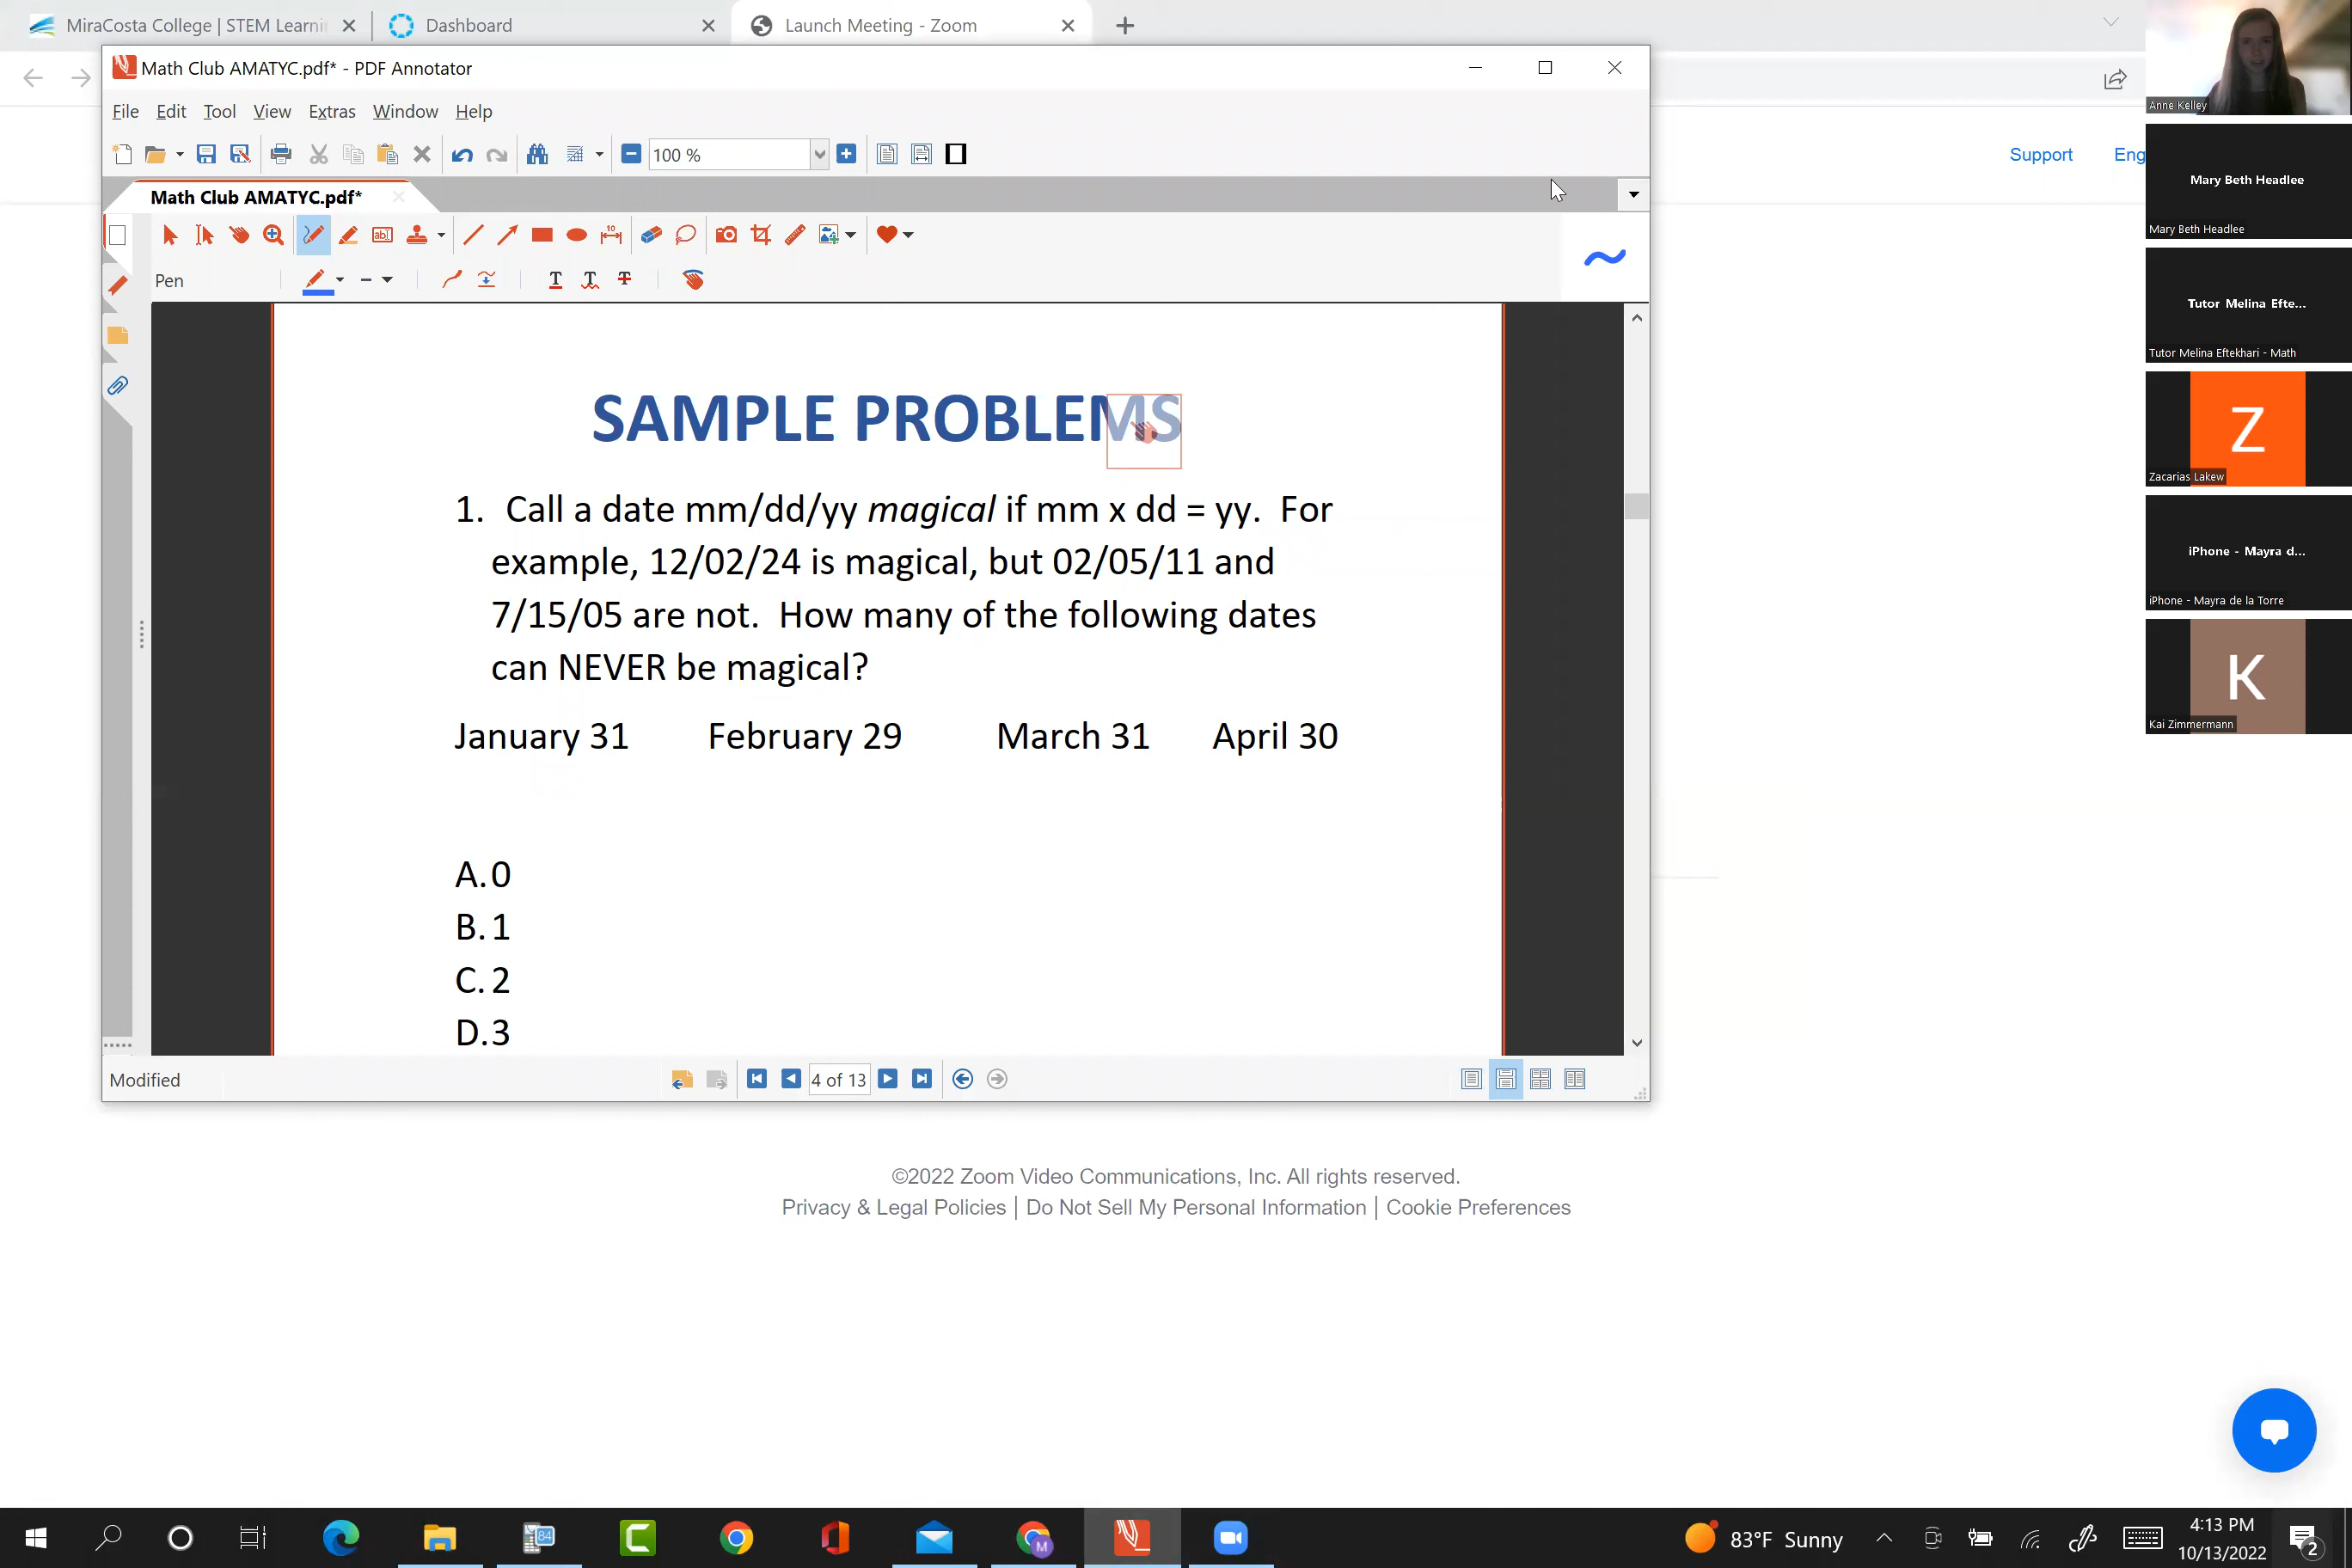 MiraCosta College | STEM Learni
Dashboard
Launch Meeting - Zoom
Math Club AMATYC.pdf* - PDF Annotator
File Edit Tool View Extras Window Help
100 %
Math Club AMATYC.pdf*
Pen
Support Eng
SAMPLE PROBLEMS
1. Call a date mm/dd/yy magical if mm x dd = yy. For
example, 12/02/24 is magical, but 02/05/11 and
7/15/05 are not. How many of the following dates
can NEVER be magical?
January 31 February 29 March 31 April 30
A. 0
B. 1
C. 2
D. 3
Modified
4 of 13
©2022 Zoom Video Communications, Inc. All rights reserved.
Privacy & Legal Policies | Do Not Sell My Personal Information | Cookie Preferences
Anne Kelley
Mary Beth Headlee
Mary Beth Headlee
Tutor Melina Efte...
Tutor Melina Eftekhari - Math
Z
Zacarias Lakew
iPhone - Mayra d...
iPhone - Mayra de la Torre
K
Kai Zimmermann
84
M
83°F Sunny
4:13 PM
10/13/2022
2